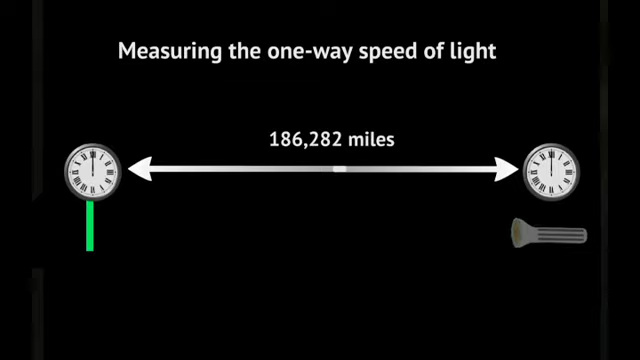 Measuring the one-way speed of light
186,282 miles